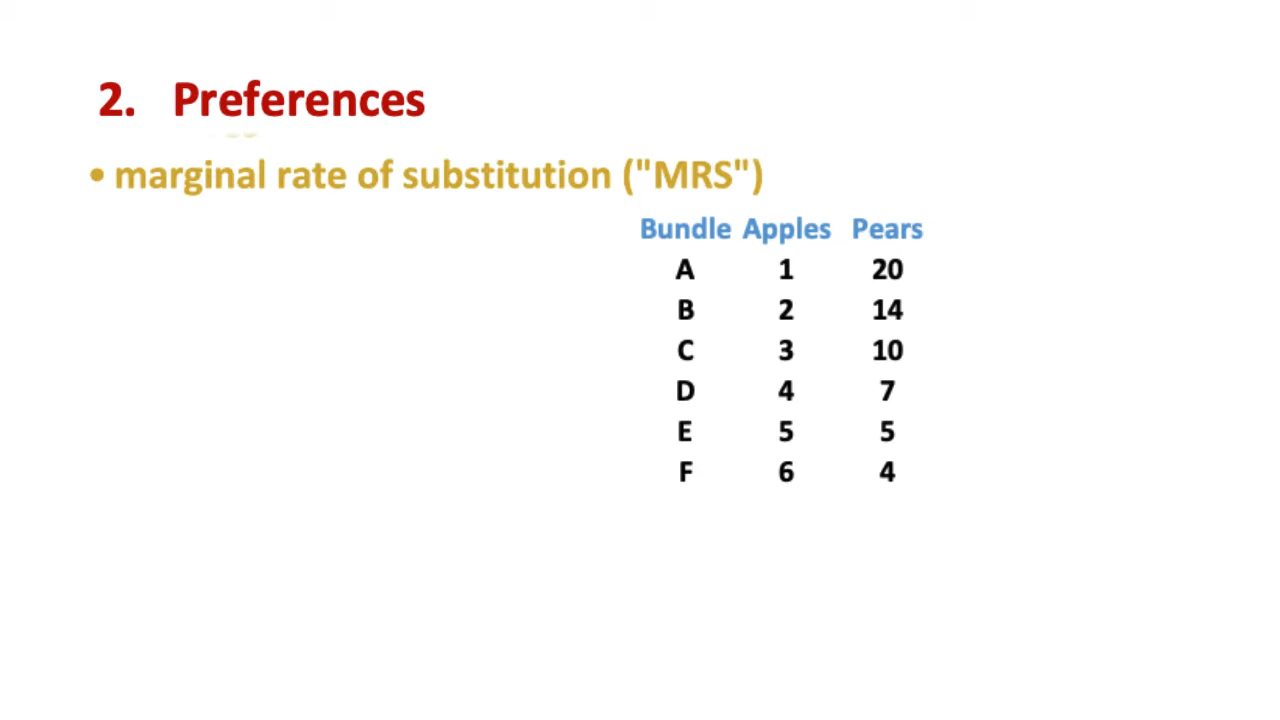 2. Preferences
• marginal rate of substitution ("MRS")
Bundle Apples Pears
A 1 20
B 2 14
C 3 10
D 4 7
E 5 5
F 6 4